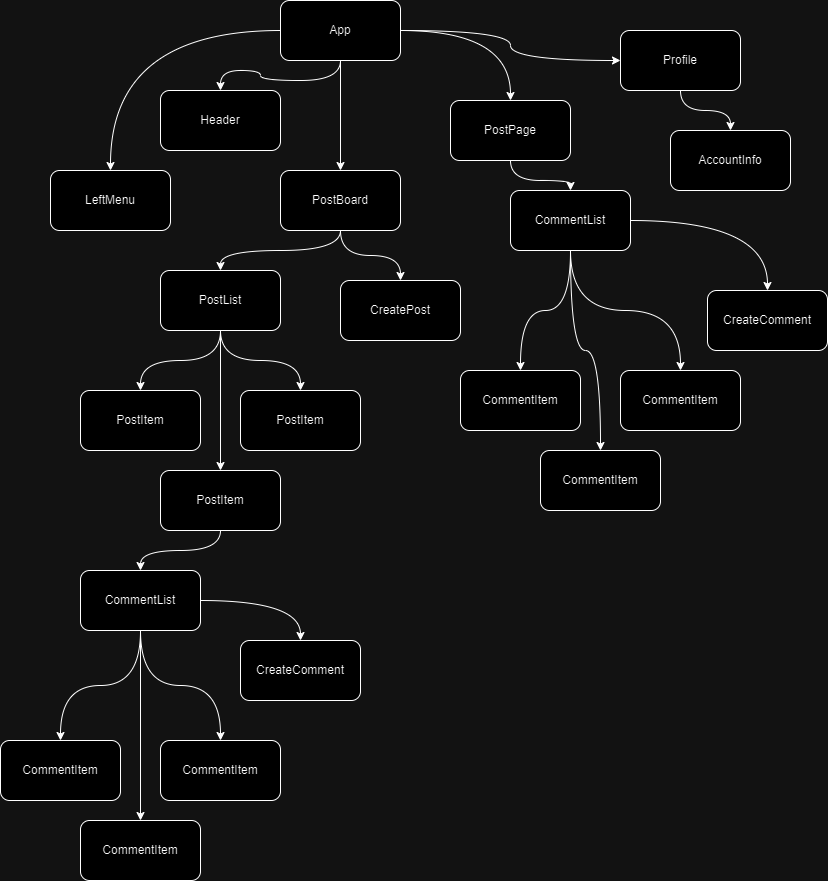 App
Profile
Header
PostPage
AccountInfo
LeftMenu
PostBoard
CommentList
PostList
CreatePost
CreateComment
CommentItem
CommentItem
PostItem
PostItem
CommentItem
PostItem
CommentList
CreateComment
CommentItem
CommentItem
CommentItem